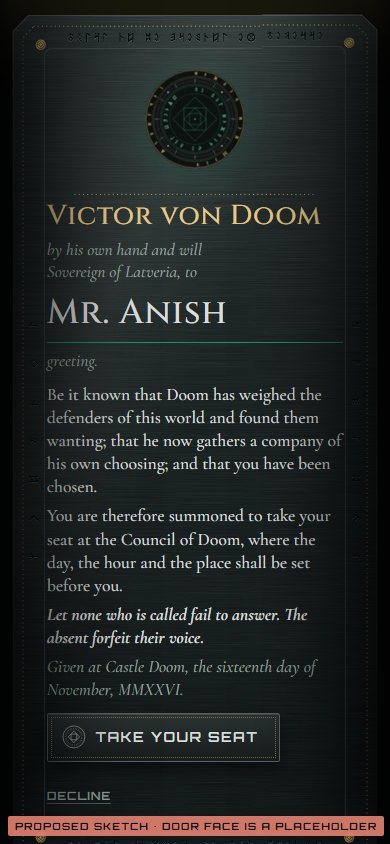 Victor von Doom
by his own hand and will
Sovereign of Latveria, to
Mr. Anish
greeting.
Be it known that Doom has weighed the
defenders of this world and found them
wanting; that he now gathers a company of
his own choosing; and that you have been
chosen.
You are therefore summoned to take your
seat at the Council of Doom, where the
day, the hour and the place shall be set
before you.
Let none who is called fail to answer. The
absent forfeit their voice.
Given at Castle Doom, the sixteenth day of
November, MMXXVI.
TAKE YOUR SEAT
DECLINE
PROPOSED SKETCH · DOOR FACE IS A PLACEHOLDER